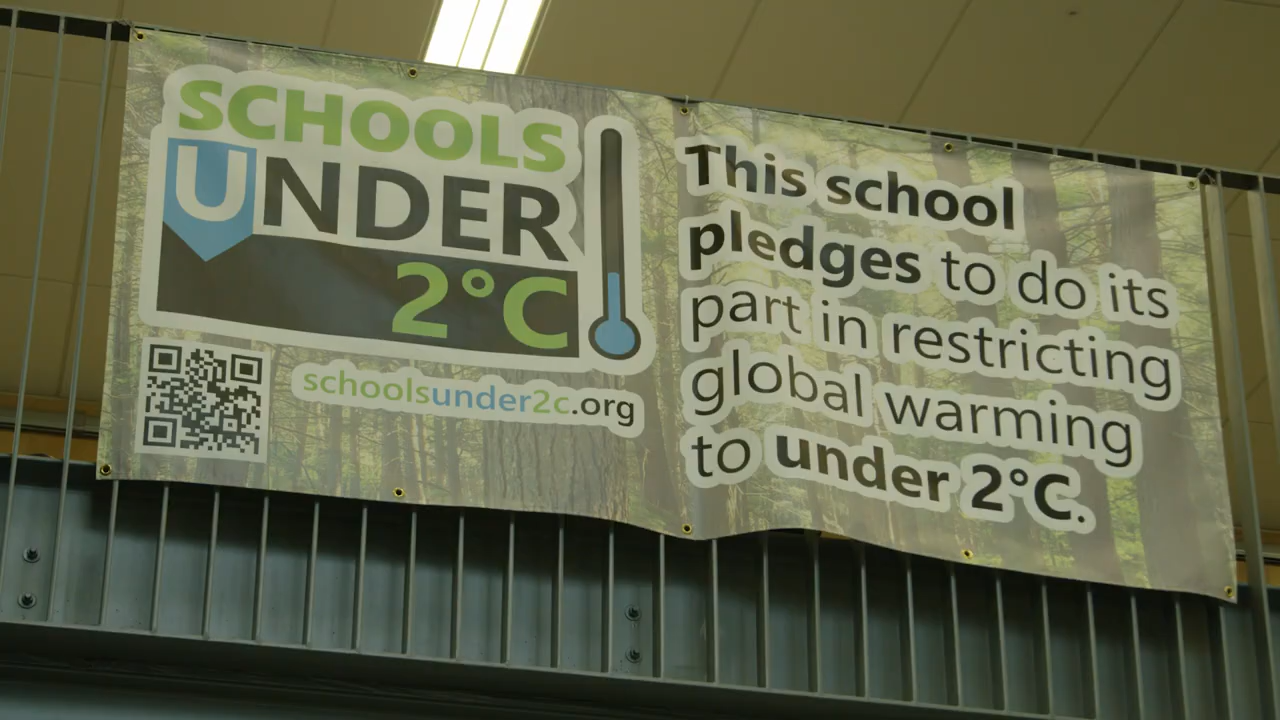 SCHOOLS
UNDER
2°C
schoolsunder2c.org
This school
pledges to do its
part in restricting
global warming
to under 2°C.